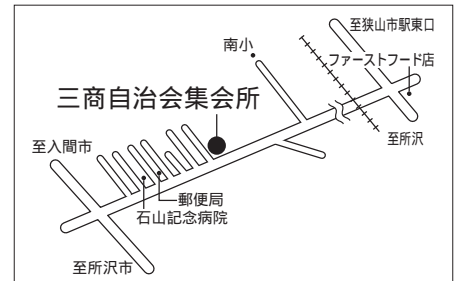 至狭山市駅東口
南小
ファーストフード店
三商自治会集会所
至所沢
至入間市
郵便局
石山記念病院
至所沢市